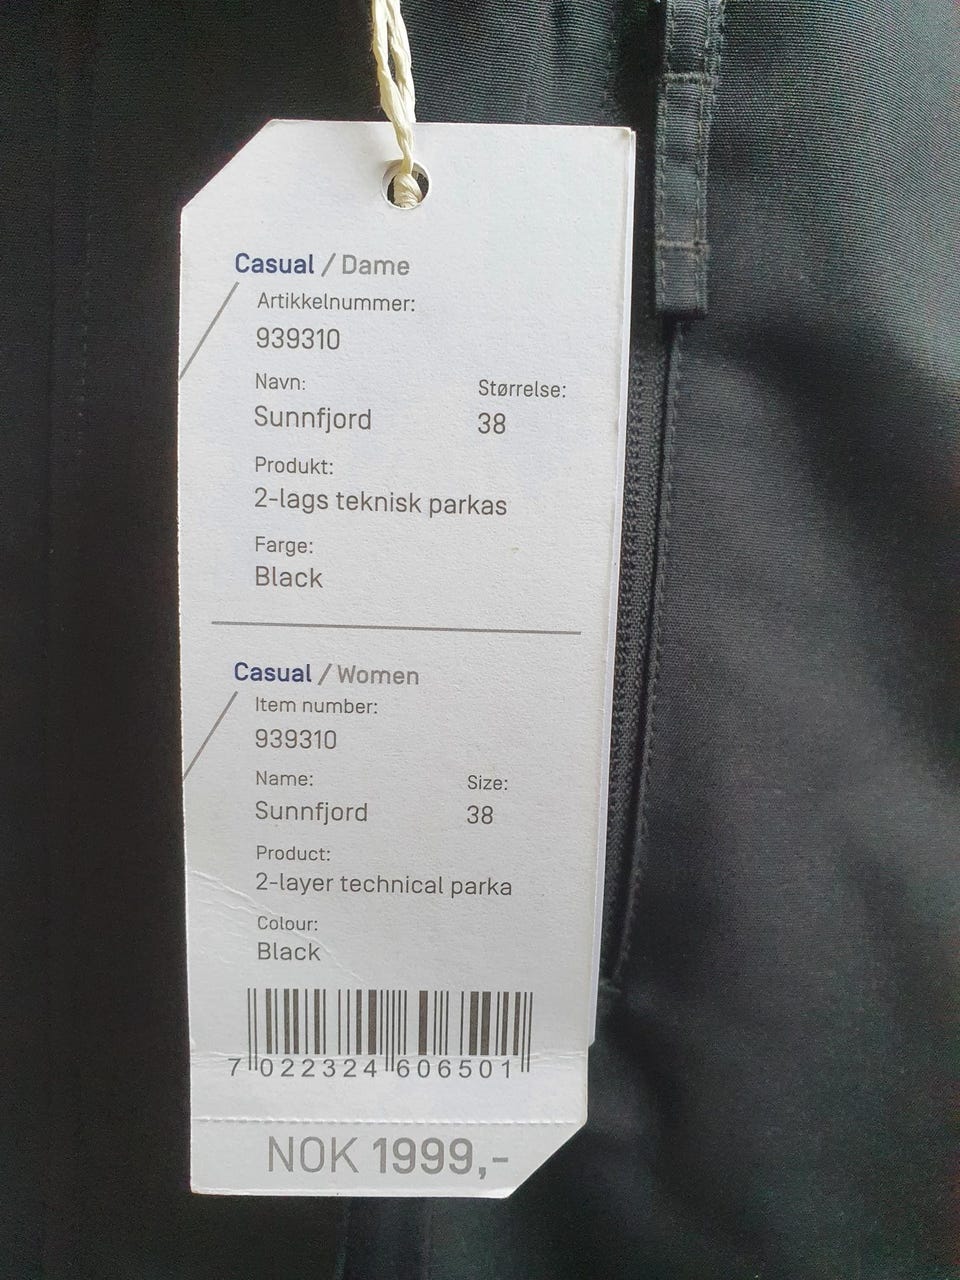 Casual / Dame
Artikkelnummer:
939310
Navn: Størrelse:
Sunnfjord 38
Produkt:
2-lags teknisk parkas
Farge:
Black
Casual / Women
Item number:
939310
Name: Size:
Sunnfjord 38
Product:
2-layer technical parka
Colour:
Black
7 022324 606501
NOK 1999,-